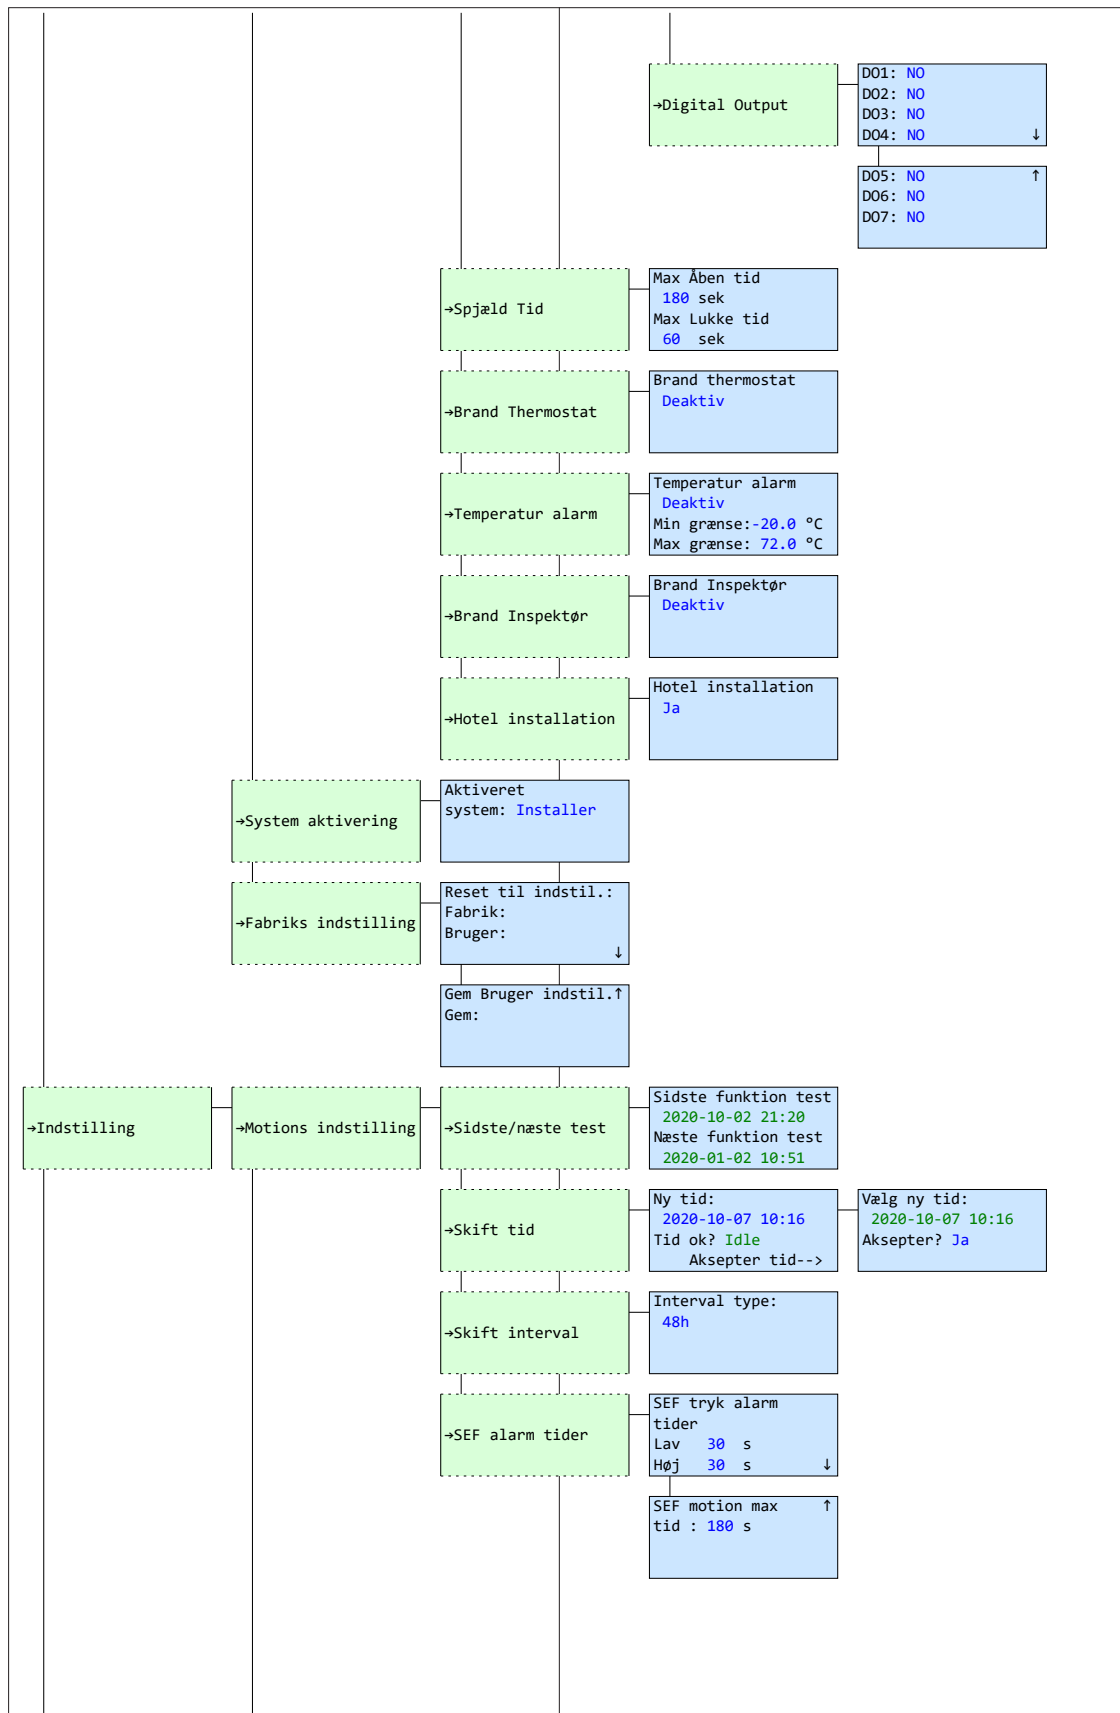 →Digital Output
DO1: NO
DO2: NO
DO3: NO
DO4: NO ↓
DO5: NO ↑
DO6: NO
DO7: NO
→Spjæld Tid
Max Åben tid
180 sek
Max Lukke tid
60 sek
→Brand Thermostat
Brand thermostat
Deaktiv
→Temperatur alarm
Temperatur alarm
Deaktiv
Min grænse:-20.0 °C
Max grænse: 72.0 °C
→Brand Inspektør
Brand Inspektør
Deaktiv
→Hotel installation
Hotel installation
Ja
→System aktivering
Aktiveret
system: Installer
→Fabriks indstilling
Reset til indstil.:
Fabrik:
Bruger:
↓
Gem Bruger indstil.↑
Gem:
→Indstilling
→Motions indstilling
→Sidste/næste test
Sidste funktion test
2020-10-02 21:20
Næste funktion test
2020-01-02 10:51
→Skift tid
Ny tid:
2020-10-07 10:16
Tid ok? Idle
Aksepter tid-->
Vælg ny tid:
2020-10-07 10:16
Aksepter? Ja
→Skift interval
Interval type:
48h
→SEF alarm tider
SEF tryk alarm
tider
Lav 30 s
Høj 30 s ↓
SEF motion max ↑
tid : 180 s